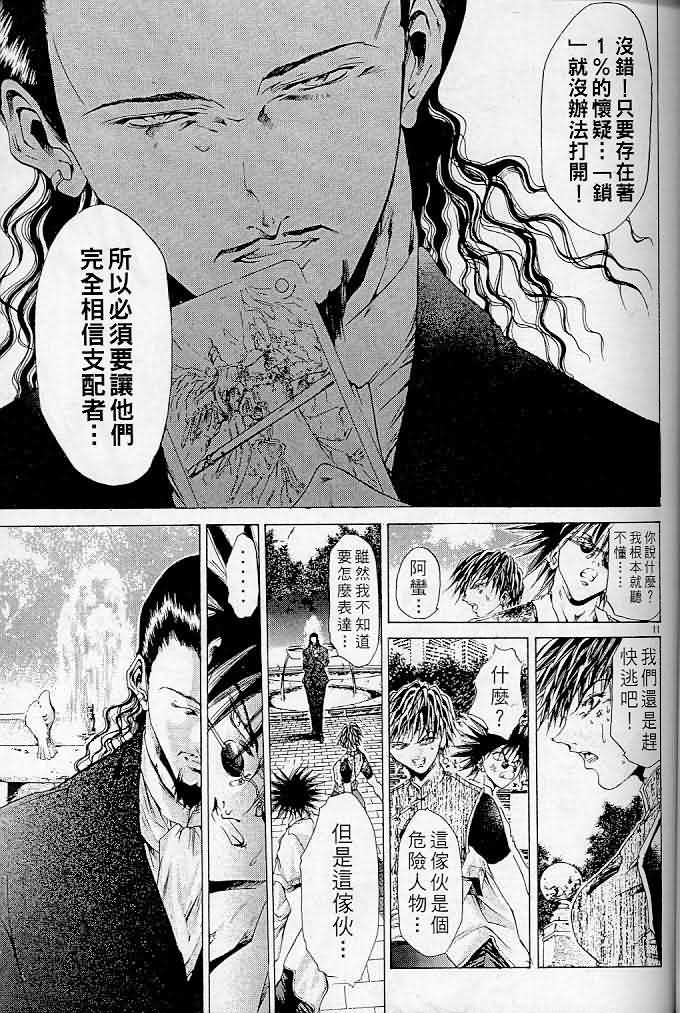 沒錯！只要存在著
1%的懷疑…「鎖
」就沒辦法打開！
所以必須要讓他們
完全相信支配者…
你說什麼？
我根本就聽
不懂……
阿蠻…
11
我們還是趕
快逃吧！
什麼？
這傢伙是個
危險人物…
雖然我不知道
要怎麼表達…
但是這傢伙…
……